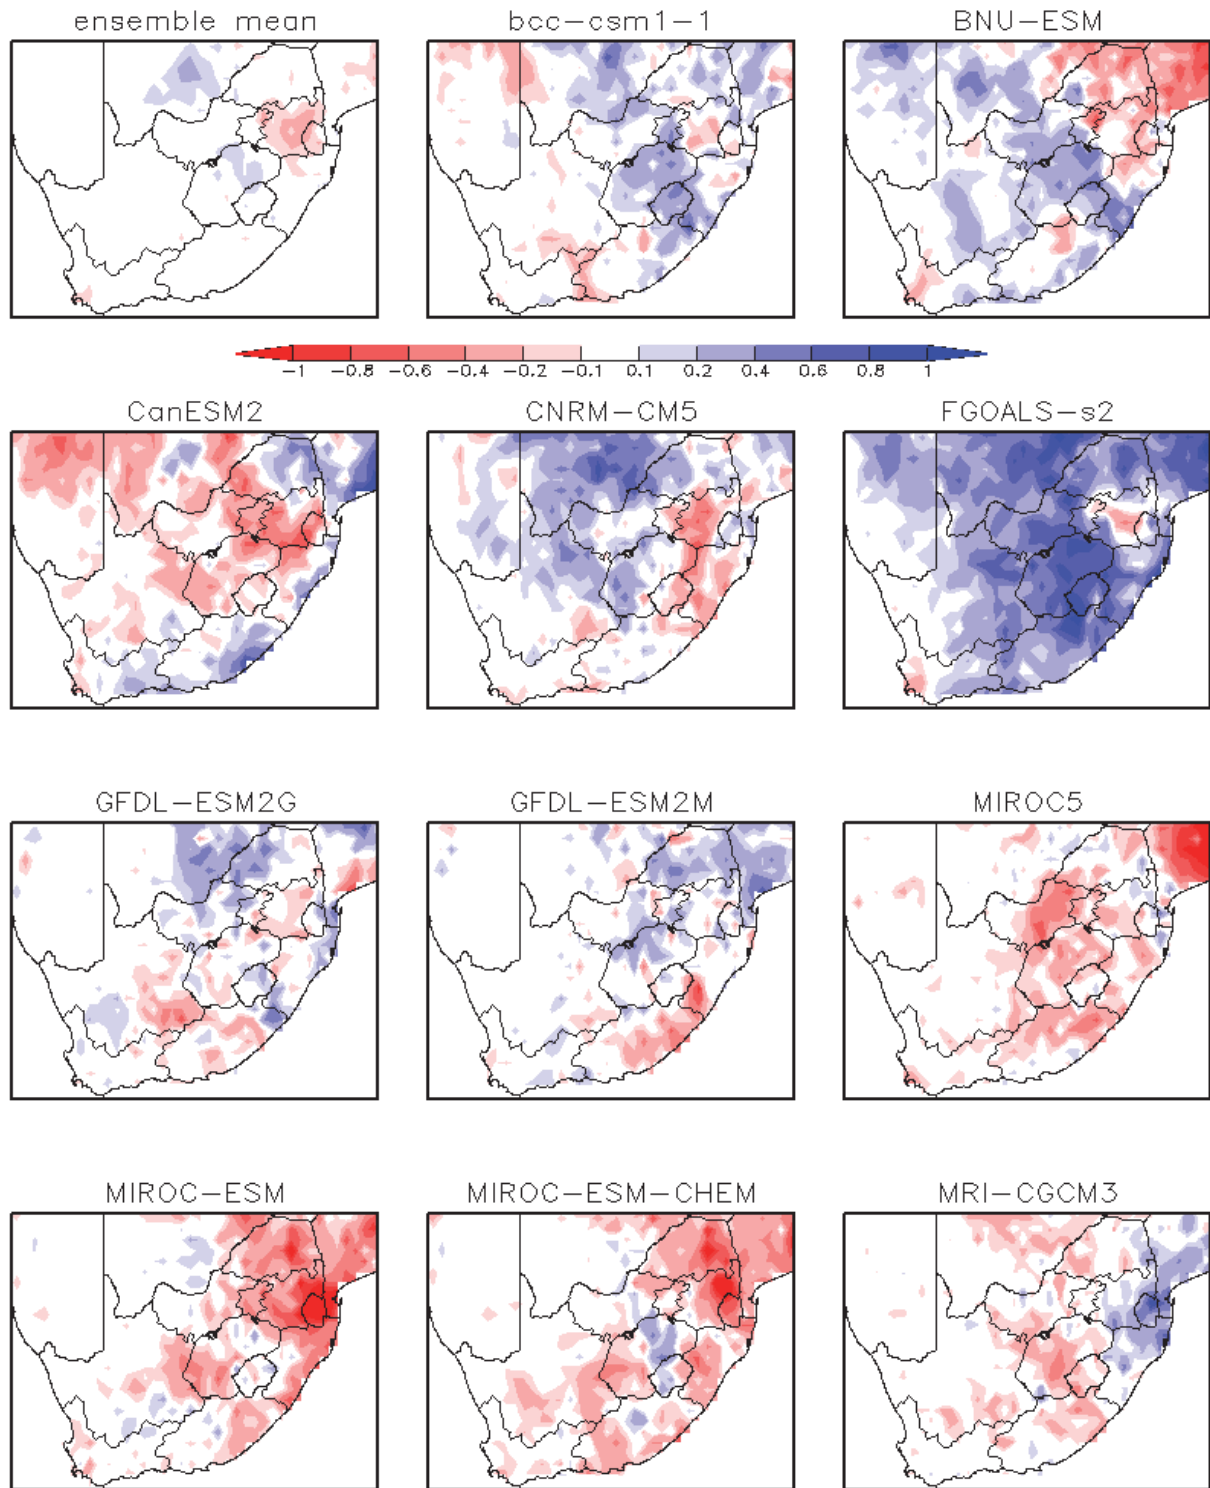 ensemble mean
bcc-csm1-1
BNU-ESM
-1 -0.8 -0.6 -0.4 -0.2 -0.1 0.1 0.2 0.4 0.6 0.8 1
CanESM2
CNRM-CM5
FGOALS-s2
GFDL-ESM2G
GFDL-ESM2M
MIROC5
MIROC-ESM
MIROC-ESM-CHEM
MRI-CGCM3